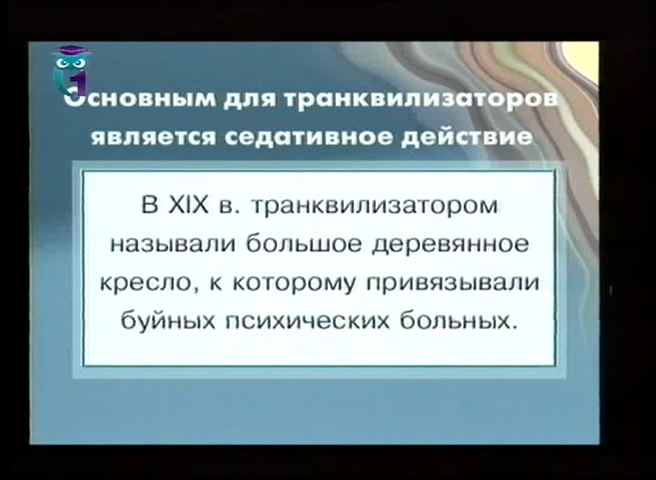 Основным для транквилизаторов
является седативное действие
В XIX в. транквилизатором
называли большое деревянное
кресло, к которому привязывали
буйных психических больных.